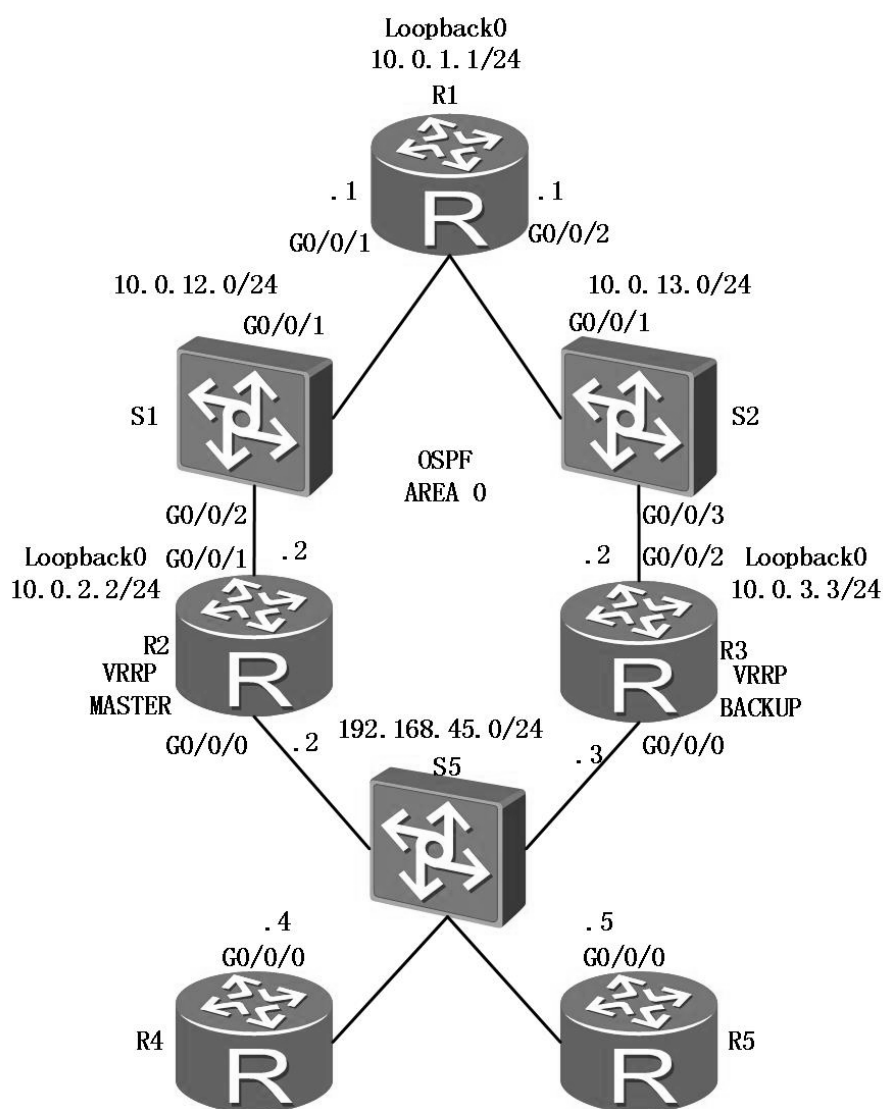 Loopback0
10.0.1.1/24
R1
.1
.1
R
G0/0/1
G0/0/2
10.0.12.0/24
10.0.13.0/24
G0/0/1
G0/0/1
S1
S2
OSPF
AREA 0
G0/0/2
G0/0/3
Loopback0
G0/0/1
.2
.2
G0/0/2
Loopback0
10.0.2.2/24
10.0.3.3/24
R2
VRRP
MASTER
R
R
R3
VRRP
BACKUP
G0/0/0
.2
192.168.45.0/24
.3
G0/0/0
S5
.4
.5
G0/0/0
G0/0/0
R4
R
R
R5